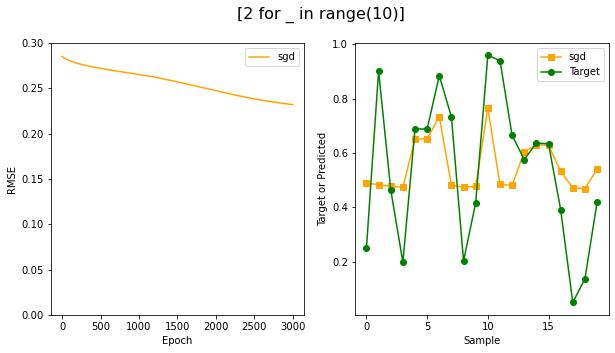 [2 for _ in range(10)]
0.30
0.25
0.20
0.15
0.10
0.05
0.00
RMSE
0 500 1000 1500 2000 2500 3000
Epoch
sgd
1.0
0.8
0.6
0.4
0.2
Target or Predicted
0 5 10 15
Sample
sgd
Target